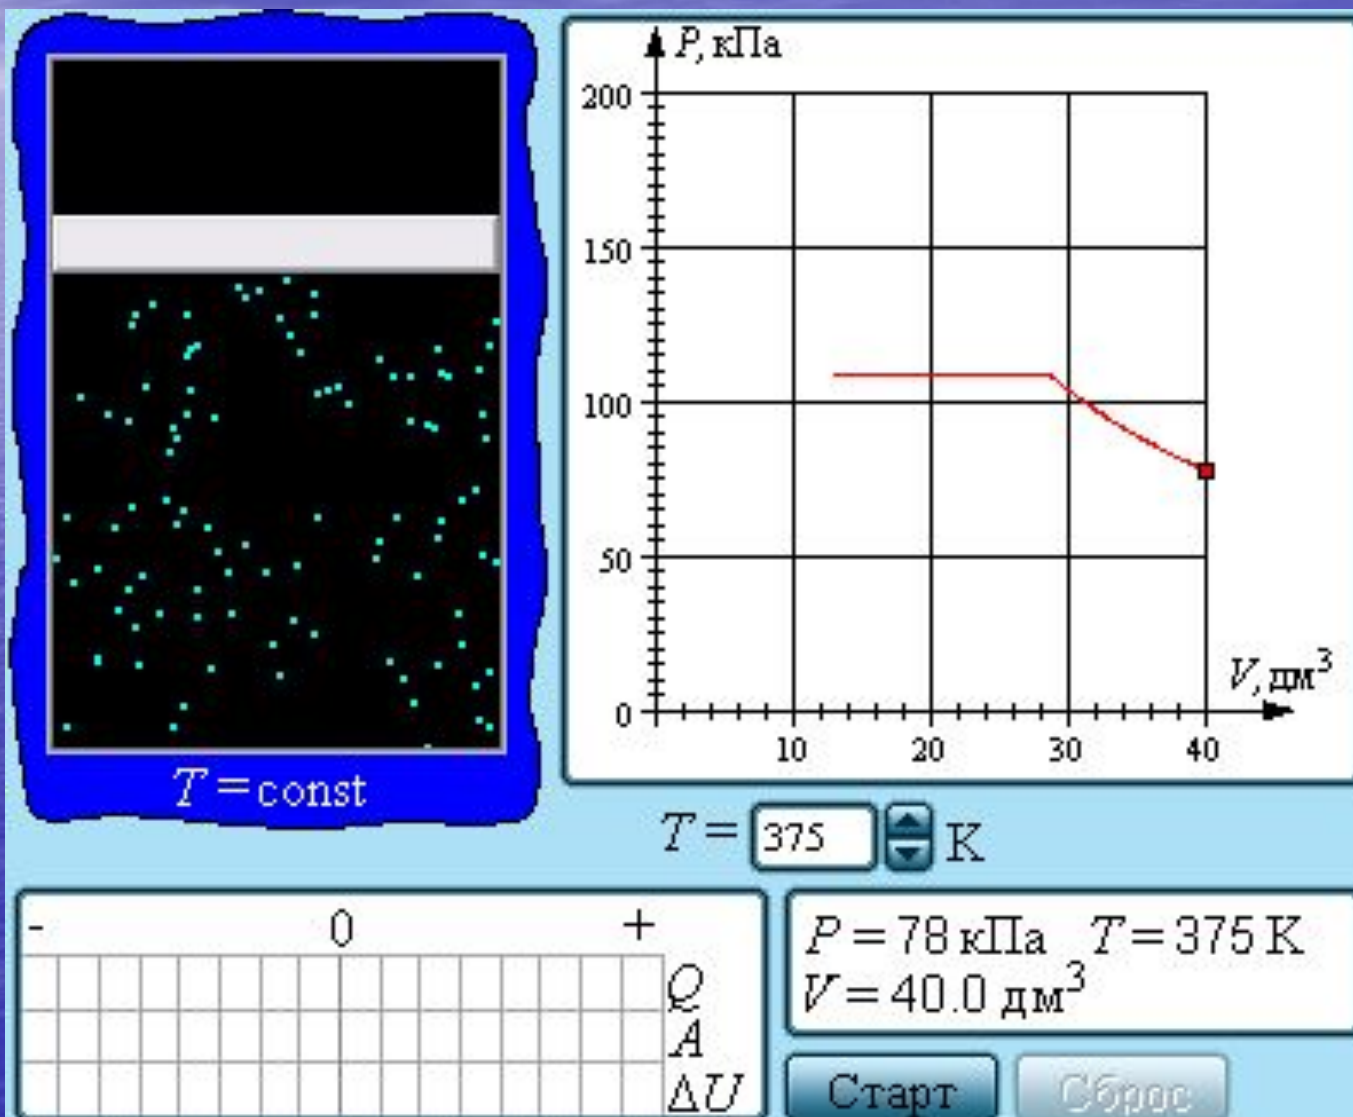 P, кПа
200
150
100
50
0
10 20 30 40
V, дм³
T = const
T = 375 K
- 0 +
Q
A
ΔU
P = 78 кПа T = 375 K
V = 40.0 дм³
Старт Сброс